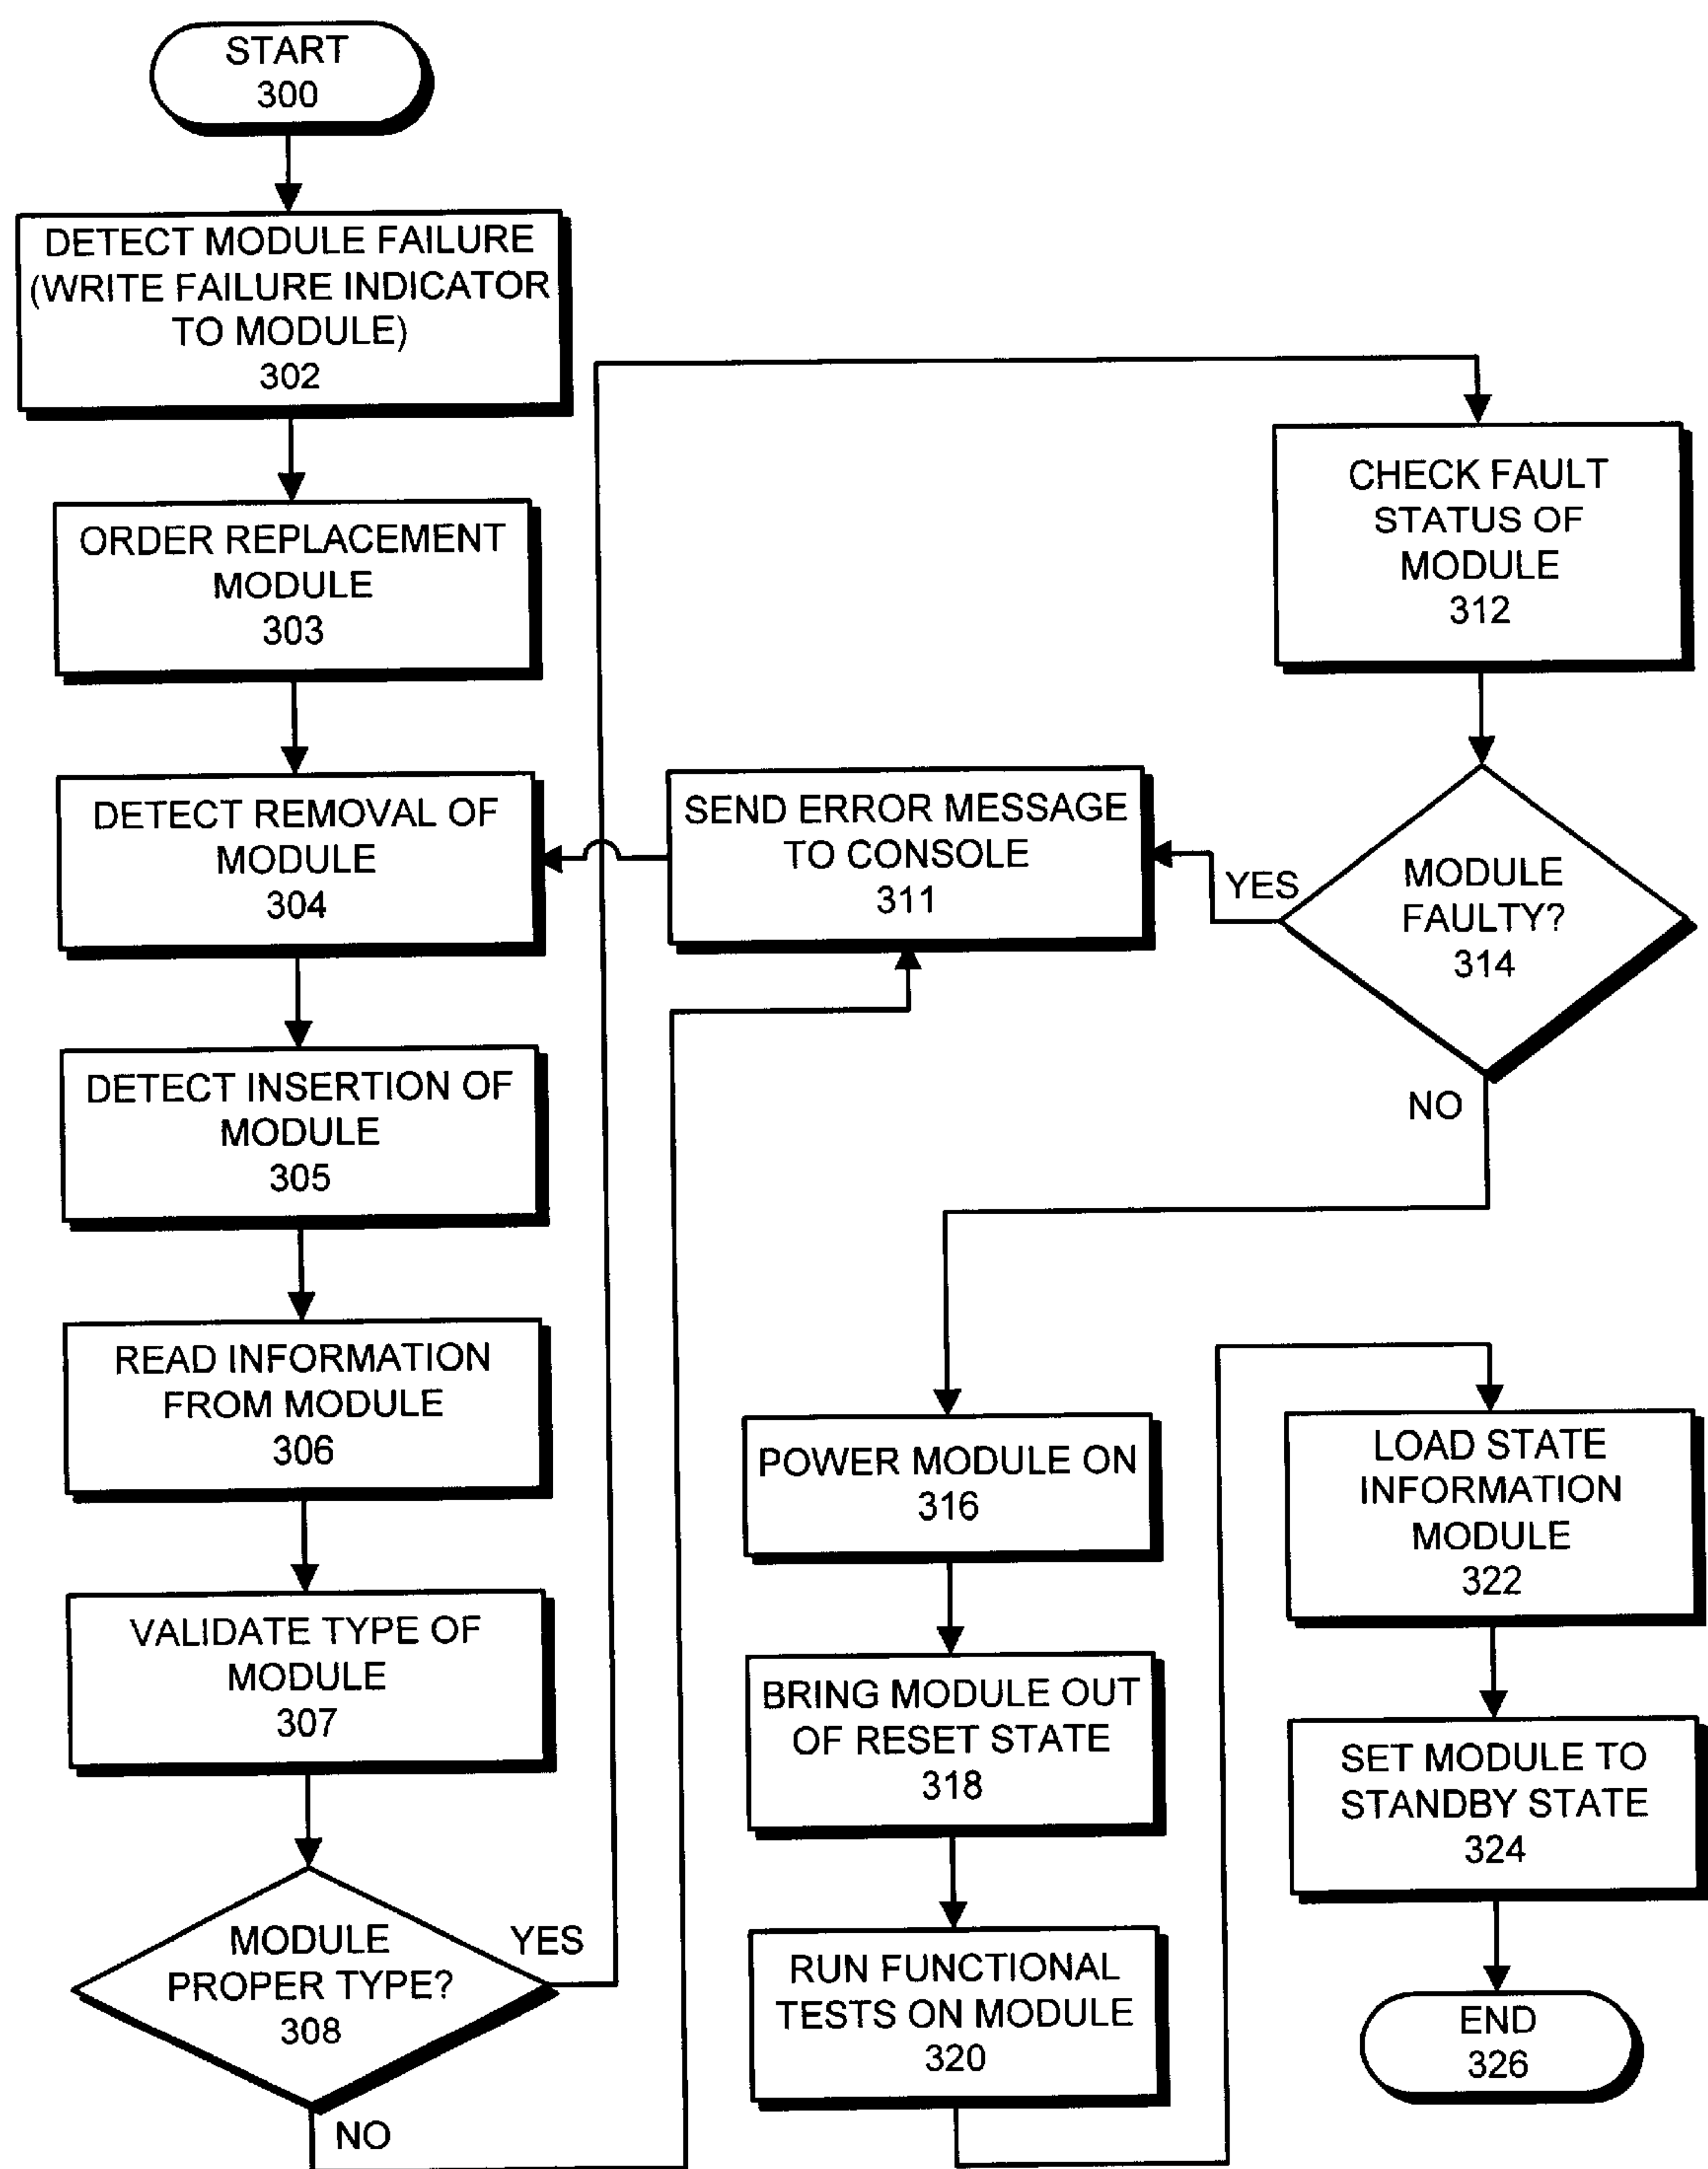 START
300
DETECT MODULE FAILURE
(WRITE FAILURE INDICATOR
TO MODULE)
302
ORDER REPLACEMENT
MODULE
303
DETECT REMOVAL OF
MODULE
304
DETECT INSERTION OF
MODULE
305
READ INFORMATION
FROM MODULE
306
VALIDATE TYPE OF
MODULE
307
MODULE
PROPER TYPE?
308
YES
NO
SEND ERROR MESSAGE
TO CONSOLE
311
CHECK FAULT
STATUS OF
MODULE
312
MODULE
FAULTY?
314
YES
NO
POWER MODULE ON
316
BRING MODULE OUT
OF RESET STATE
318
RUN FUNCTIONAL
TESTS ON MODULE
320
LOAD STATE
INFORMATION
MODULE
322
SET MODULE TO
STANDBY STATE
324
END
326